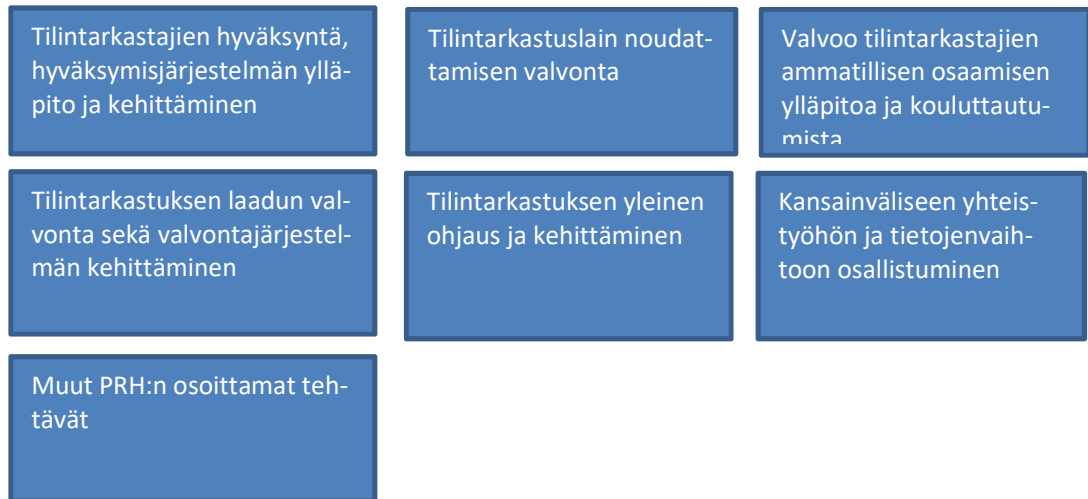 Tilintarkastajien hyväksyntä,
hyväksymisjärjestelmän yllä-
pito ja kehittäminen
Tilintarkastuslain noudat-
tamisen valvonta
Valvoo tilintarkastajien
ammatillisen osaamisen
ylläpitoa ja kouluttautu-
mista
Tilintarkastuksen laadun val-
vonta sekä valvontajärjestel-
män kehittäminen
Tilintarkastuksen yleinen
ohjaus ja kehittäminen
Kansainväliseen yhteis-
työhön ja tietojenvaih-
toon osallistuminen
Muut PRH:n osoittamat teh-
tävät